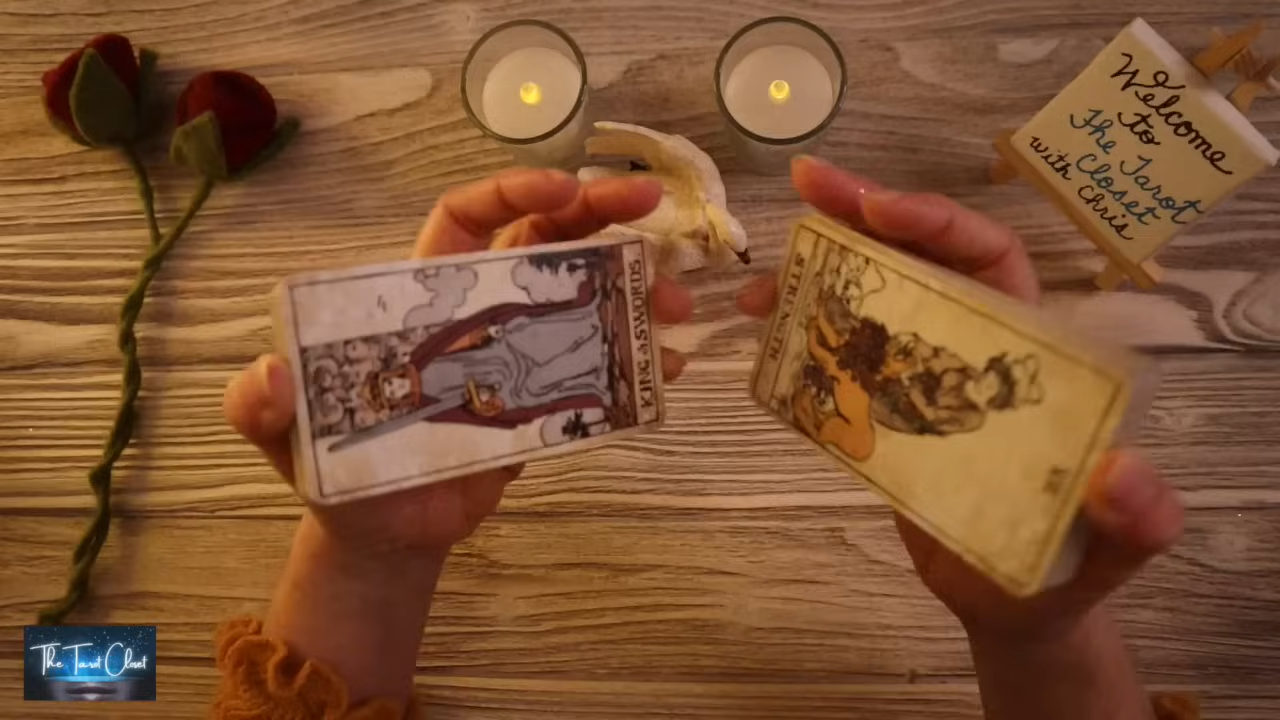 Welcome
to
The Tarot
Closet
with Chris
KING of SWORDS
STRENGTH
The Tarot Closet